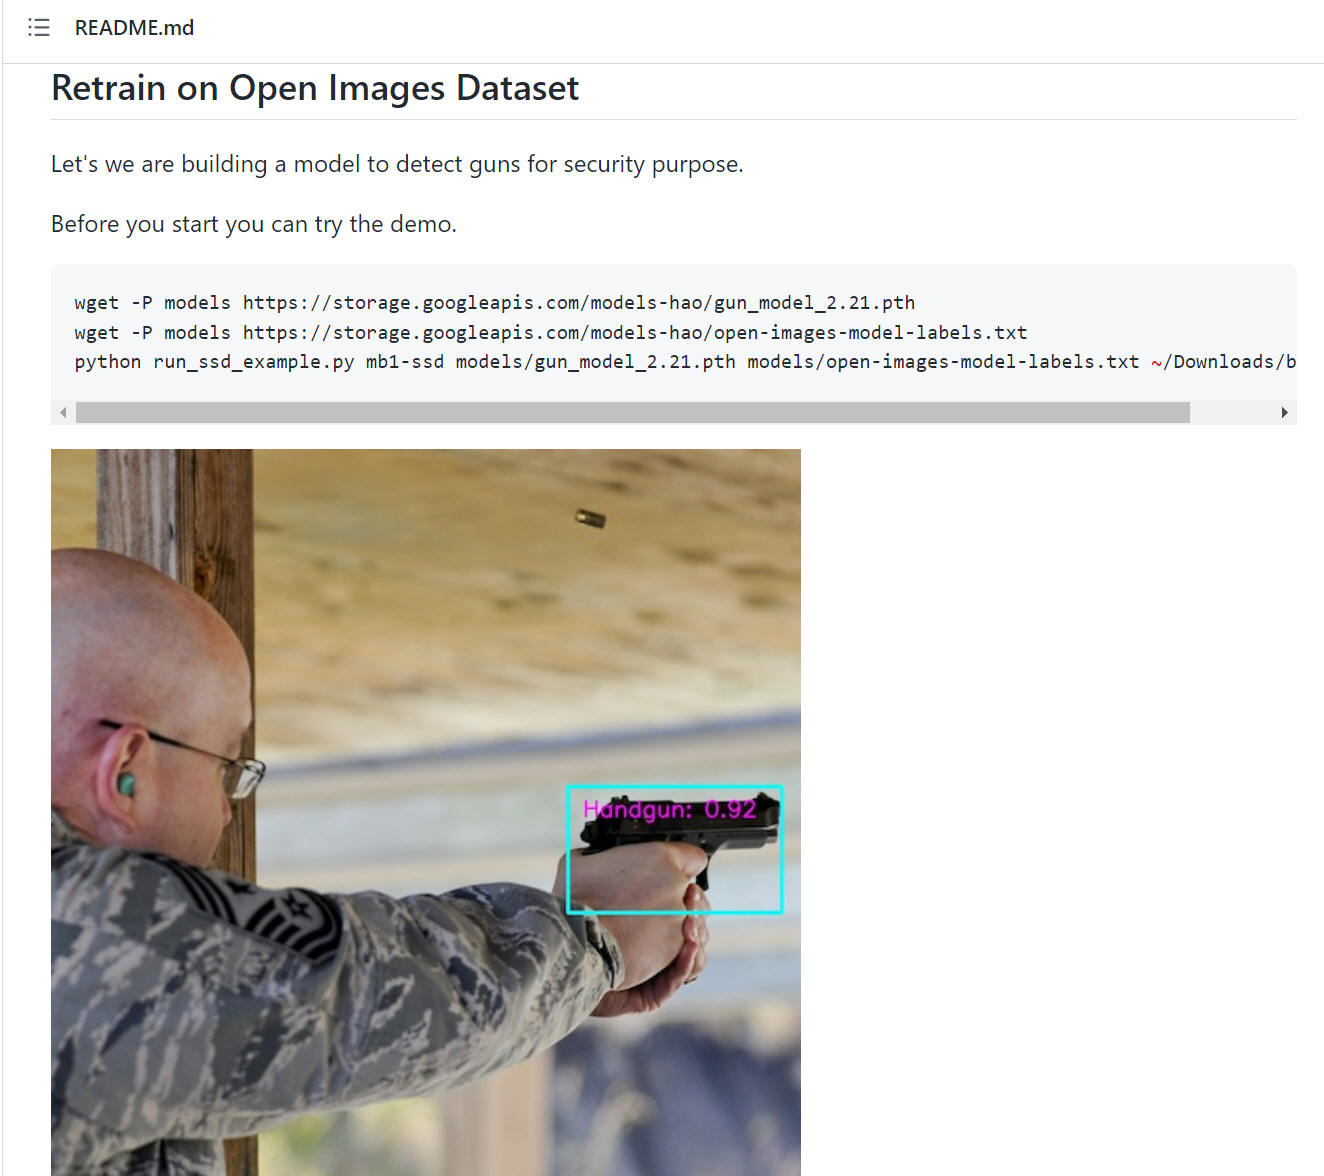 README.md
Retrain on Open Images Dataset
Let's we are building a model to detect guns for security purpose.
Before you start you can try the demo.
wget -P models https://storage.googleapis.com/models-hao/gun_model_2.21.pth
wget -P models https://storage.googleapis.com/models-hao/open-images-model-labels.txt
python run_ssd_example.py mb1-ssd models/gun_model_2.21.pth models/open-images-model-labels.txt ~/Downloads/b
Handgun: 0.92